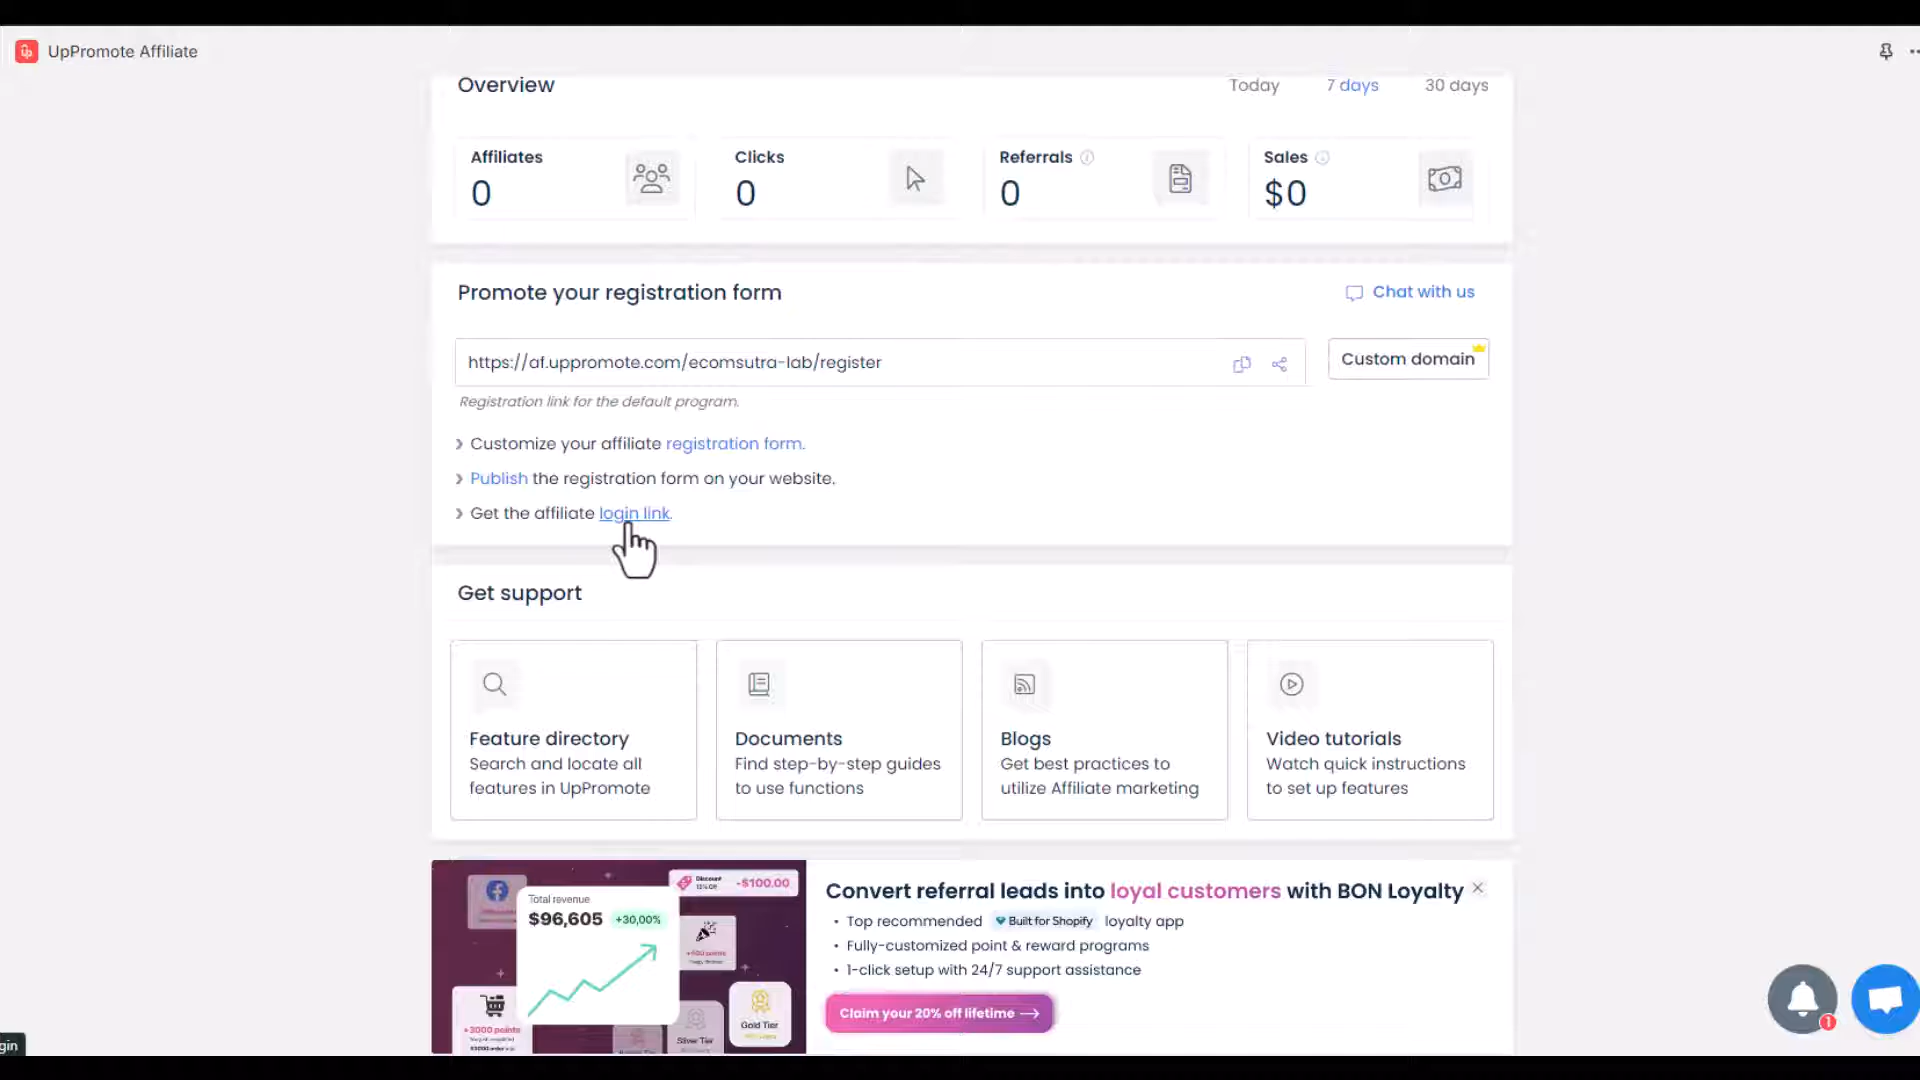 UpPromote Affiliate
Overview
Today 7 days 30 days
Affiliates
0
Clicks
0
Referrals
0
Sales
$0
Promote your registration form
Chat with us
https://af.uppromote.com/ecomsutra-lab/register
Custom domain
Registration link for the default program.
Customize your affiliate registration form.
Publish the registration form on your website.
Get the affiliate login link.
Get support
Feature directory
Search and locate all
features in UpPromote
Documents
Find step-by-step guides
to use functions
Blogs
Get best practices to
utilize Affiliate marketing
Video tutorials
Watch quick instructions
to set up features
Discount
-$100.00
Total revenue
$96,605 +30,00%
+3000 points
Silver Tier
Gold Tier
Convert referral leads into loyal customers with BON Loyalty
• Top recommended Built for Shopify loyalty app
• Fully-customized point & reward programs
• 1-click setup with 24/7 support assistance
Claim your 20% off lifetime
1
gin